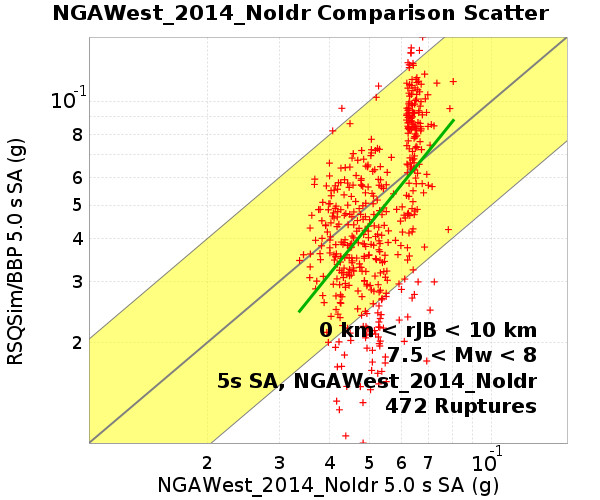 NGAWest_2014_NoIdr Comparison Scatter
RSQSim/BBP 5.0 s SA (g)
10-1
8
6
5
4
3
2
0 km < rJB < 10 km
7.5 < Mw < 8
5s SA, NGAWest_2014_NoIdr
472 Ruptures
2 3 4 5 6 7 10-1
NGAWest_2014_NoIdr 5.0 s SA (g)